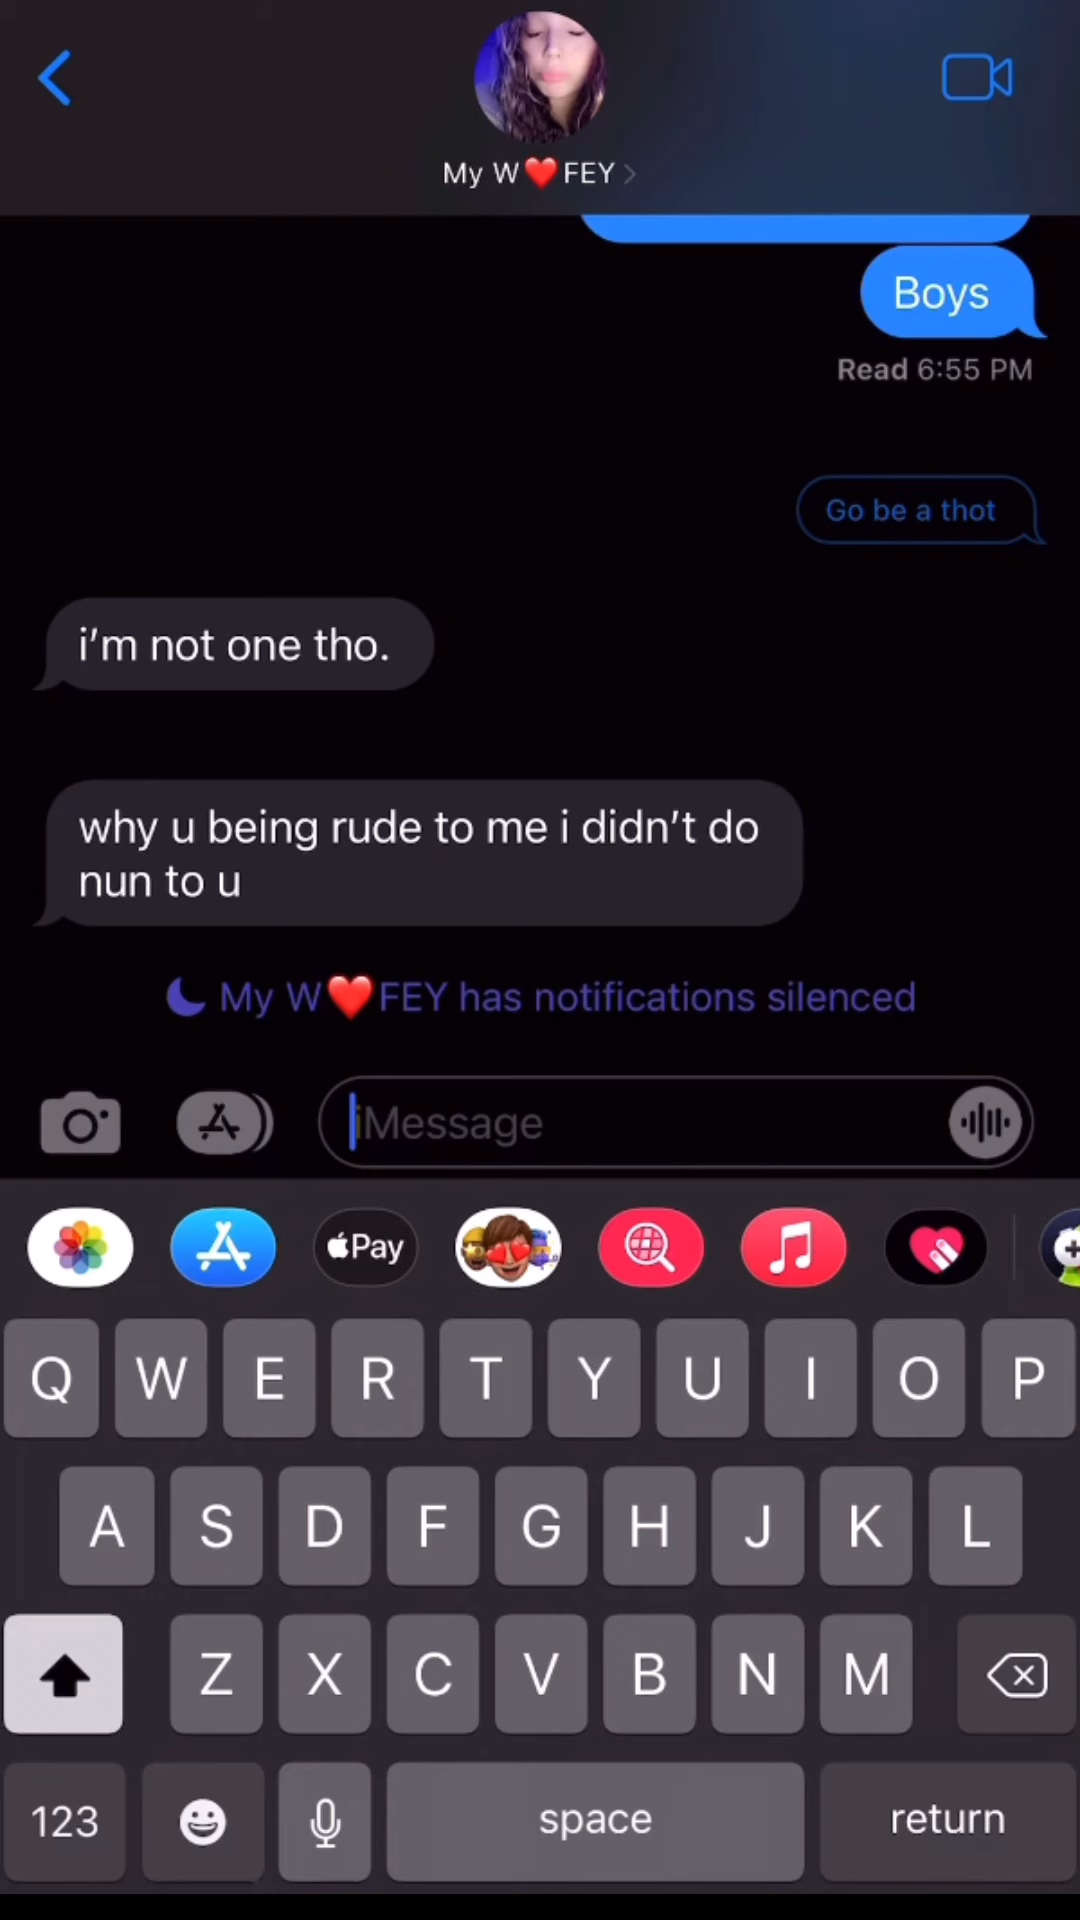 My W❤️FEY
Boys
Read 6:55 PM
Go be a thot
i’m not one tho.
why u being rude to me i didn’t do
nun to u
My W❤️FEY has notifications silenced
iMessage
Pay
Q W E R T Y U I O P
A S D F G H J K L
Z X C V B N M
123 space return